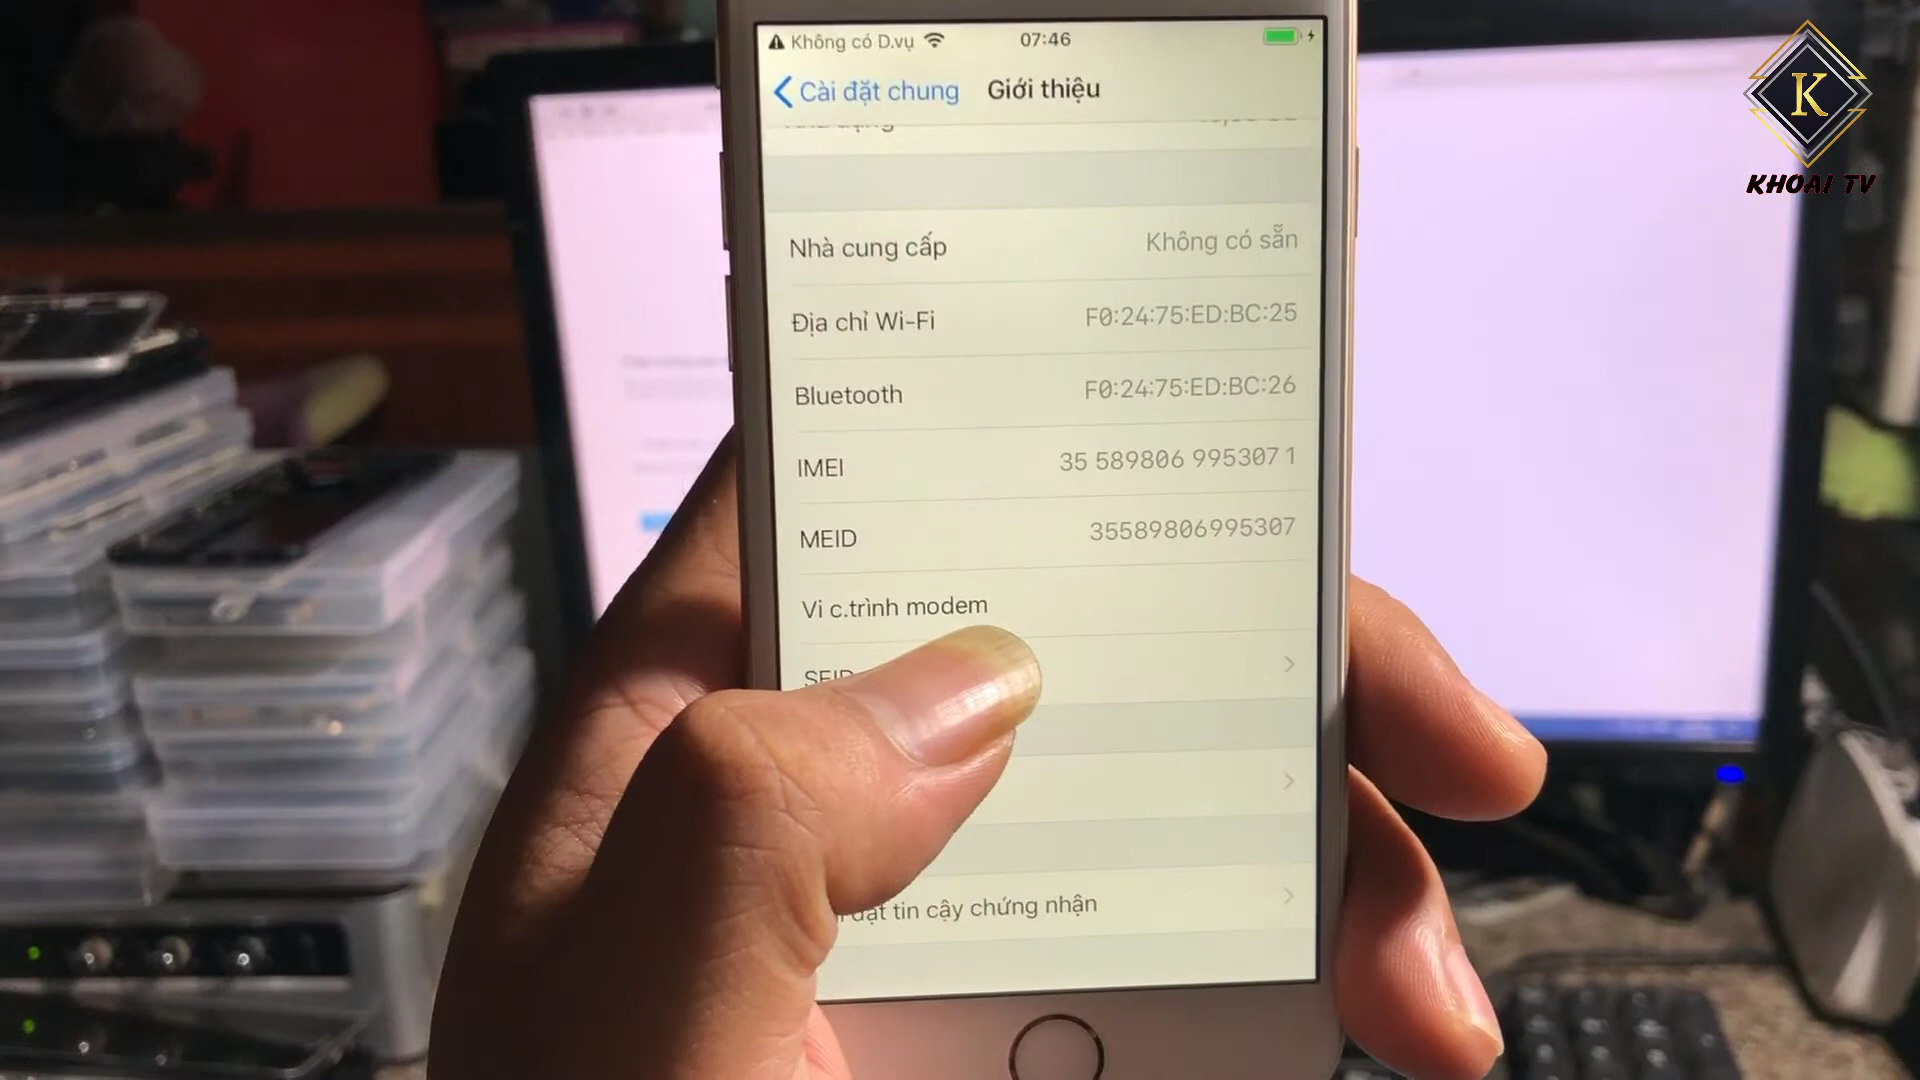 Không có D.vụ
07:46
Cài đặt chung
Giới thiệu
K
KHOAI TV
Nhà cung cấp
Không có sẵn
Địa chỉ Wi-Fi
F0:24:75:ED:BC:25
Bluetooth
F0:24:75:ED:BC:26
IMEI
35 589806 995307 1
MEID
35589806995307
Vi c.trình modem
SEID
đặt tin cậy chứng nhận